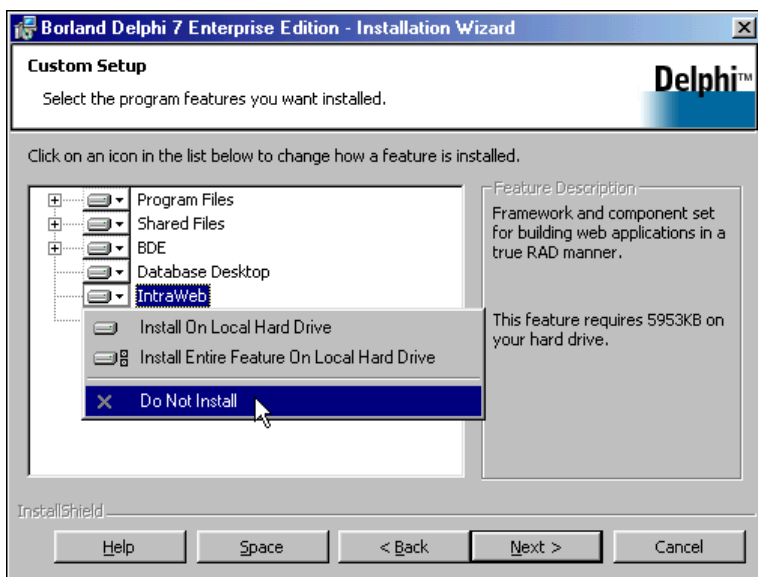 Borland Delphi 7 Enterprise Edition - Installation Wizard
Custom Setup
Select the program features you want installed.
Delphi™
Click on an icon in the list below to change how a feature is installed.
Program Files
Shared Files
BDE
Database Desktop
IntraWeb
Install On Local Hard Drive
Install Entire Feature On Local Hard Drive
Do Not Install
Feature Description
Framework and component set
for building web applications in a
true RAD manner.
This feature requires 5953KB on
your hard drive.
InstallShield
Help
Space
< Back
Next >
Cancel